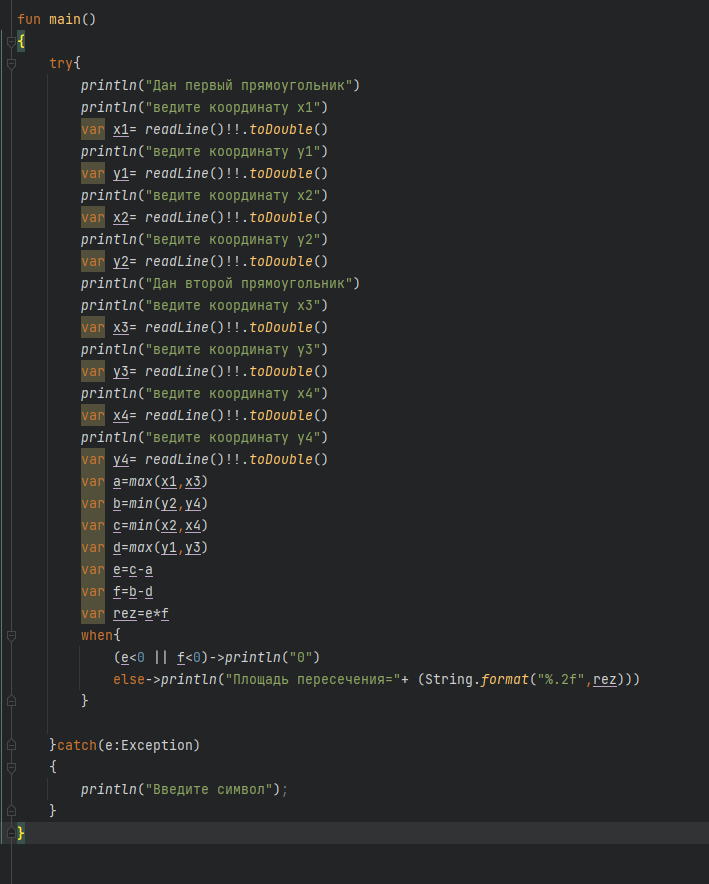 fun main()
{
try{
println("Дан первый прямоугольник")
println("ведите координату x1")
var x1= readLine()!!.toDouble()
println("ведите координату y1")
var y1= readLine()!!.toDouble()
println("ведите координату x2")
var x2= readLine()!!.toDouble()
println("ведите координату y2")
var y2= readLine()!!.toDouble()
println("Дан второй прямоугольник")
println("ведите координату x3")
var x3= readLine()!!.toDouble()
println("ведите координату y3")
var y3= readLine()!!.toDouble()
println("ведите координату x4")
var x4= readLine()!!.toDouble()
println("ведите координату y4")
var y4= readLine()!!.toDouble()
var a=max(x1,x3)
var b=min(y2,y4)
var c=min(x2,x4)
var d=max(y1,y3)
var e=c-a
var f=b-d
var rez=e*f
when{
(e<0 || f<0)->println("0")
else->println("Площадь пересечения="+ (String.format("%.2f",rez)))
}
}catch(e:Exception)
{
println("Введите символ");
}
}